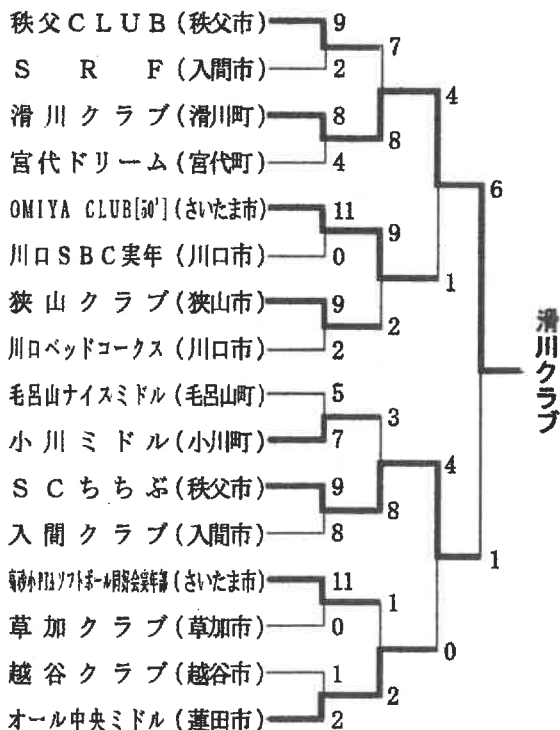 秩父CLUB(秩父市) 9
7
SRF(入間市) 2
4
滑川クラブ(滑川町) 8
8
宮代ドリーム(宮代町) 4
6
OMIYA CLUB[50'](さいたま市) 11
9
川口SBC実年(川口市) 0
1
狭山クラブ(狭山市) 9
2
川口ベッドコークス(川口市) 2
滑川クラブ
毛呂山ナイスミドル(毛呂山町) 5
3
小川ミドル(小川町) 7
4
SCちちぶ(秩父市) 9
8
入間クラブ(入間市) 8
1
(さいたま市) 11
1
草加クラブ(草加市) 0
0
越谷クラブ(越谷市) 1
2
オール中央ミドル(蓮田市) 2